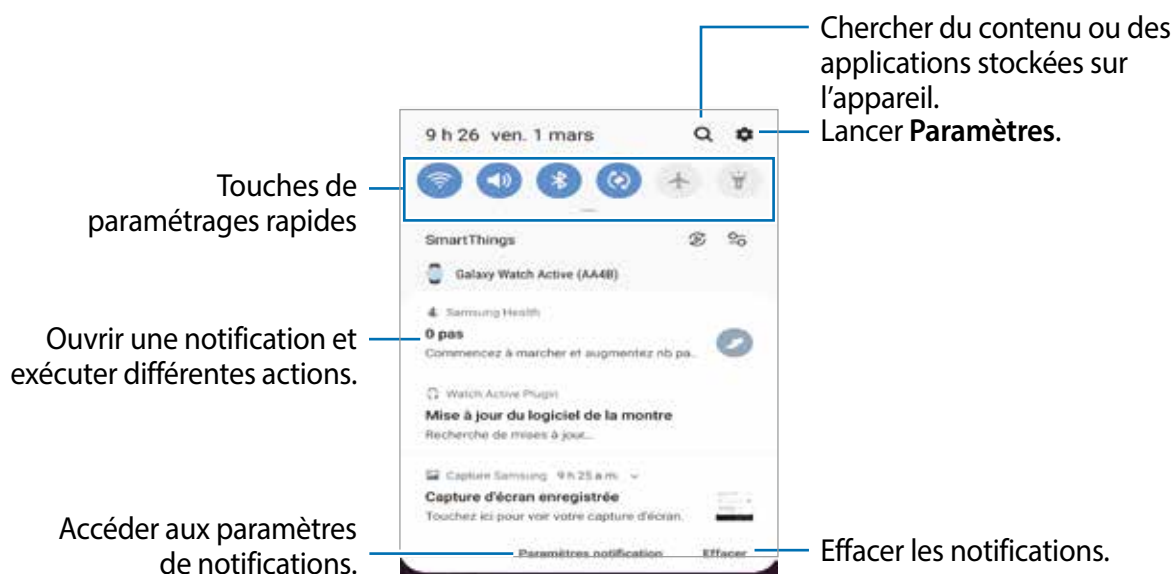 Chercher du contenu ou des
applications stockées sur
l'appareil.
Lancer Paramètres.
9 h 26 ven. 1 mars
Touches de
paramétrages rapides
SmartThings
Galaxy Watch Active (AA4B)
Samsung Health
0 pas
Commencez à marcher et augmentez nb pa..
Ouvrir une notification et
exécuter différentes actions.
Watch Active Plugin
Mise à jour du logiciel de la montre
Recherche de mises à jour...
Capture Samsung 9 h 25 a.m.
Capture d'écran enregistrée
Touchez ici pour voir votre capture d'écran.
Accéder aux paramètres
de notifications.
Paramètres notification Effacer
Effacer les notifications.